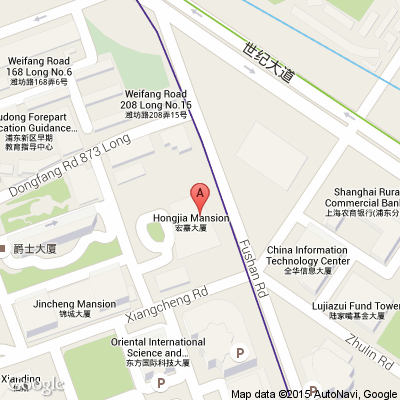 Weifang Road
168 Long No.6
潍坊路168弄6号
世纪大道
Weifang Road
208 Long No.15
潍坊路208弄15号
udong Forepart
cation Guidance...
浦东新区早期
教育指导中心
Dongfang Rd 873 Long
A
Hongjia Mansion
宏嘉大厦
Shanghai Rura
Commercial Bank
上海农商银行(浦东分
爵士大厦
Fushan Rd
China Information
Technology Center
全华信息大厦
Jincheng Mansion
锦城大厦
Xiangcheng Rd
Lujiazui Fund Tower
陆家嘴基金大厦
Zhulin Rd
Oriental International
Science and...
东方国际科技大厦
P
P
P
Xiauding
©2015 AutoNavi, Google